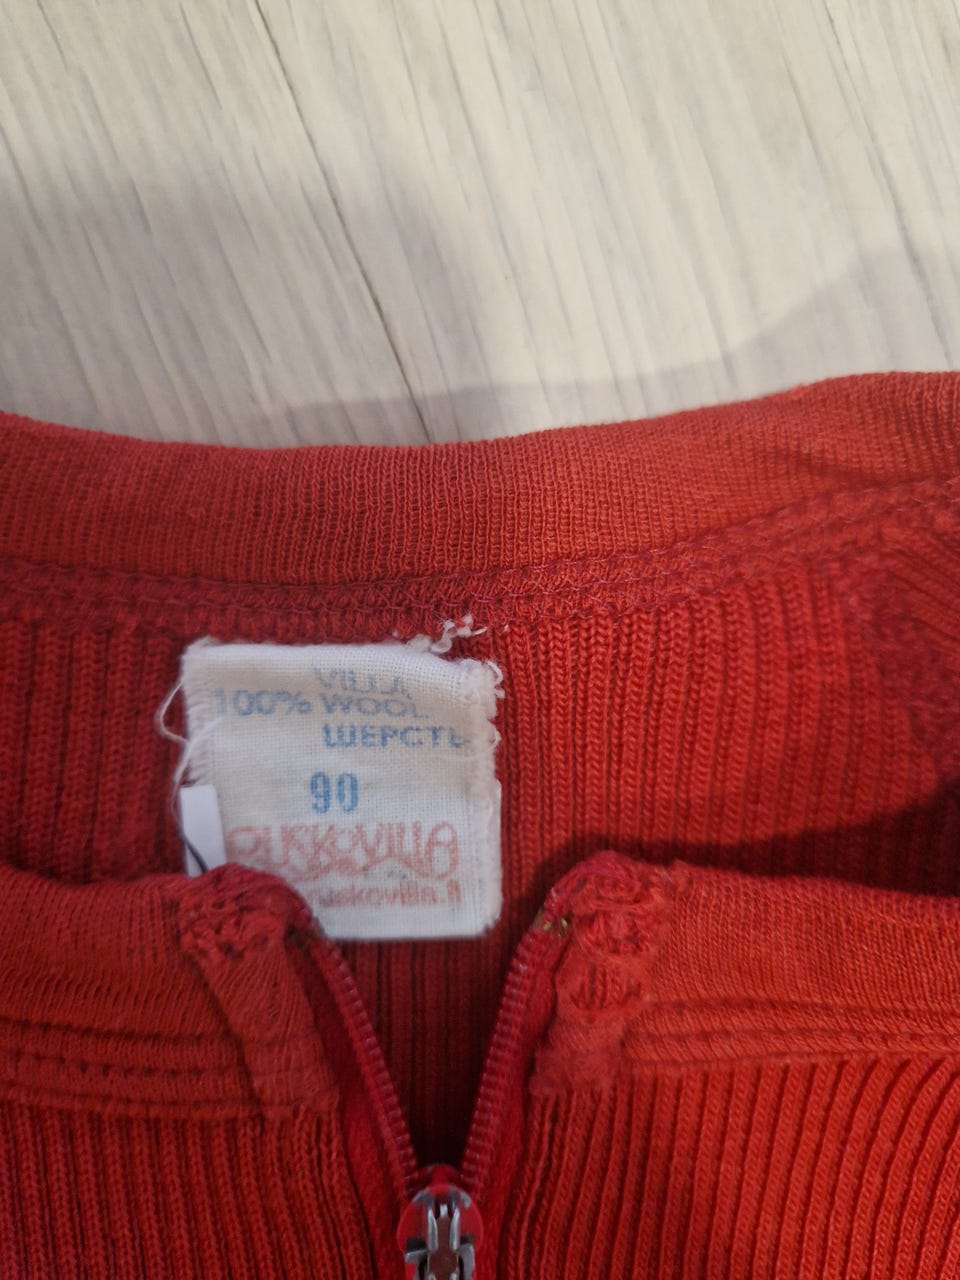 VILLA
100% WOOL
ШЕРСТЬ
90
RUSKOVILLA
ruskovilla.fi